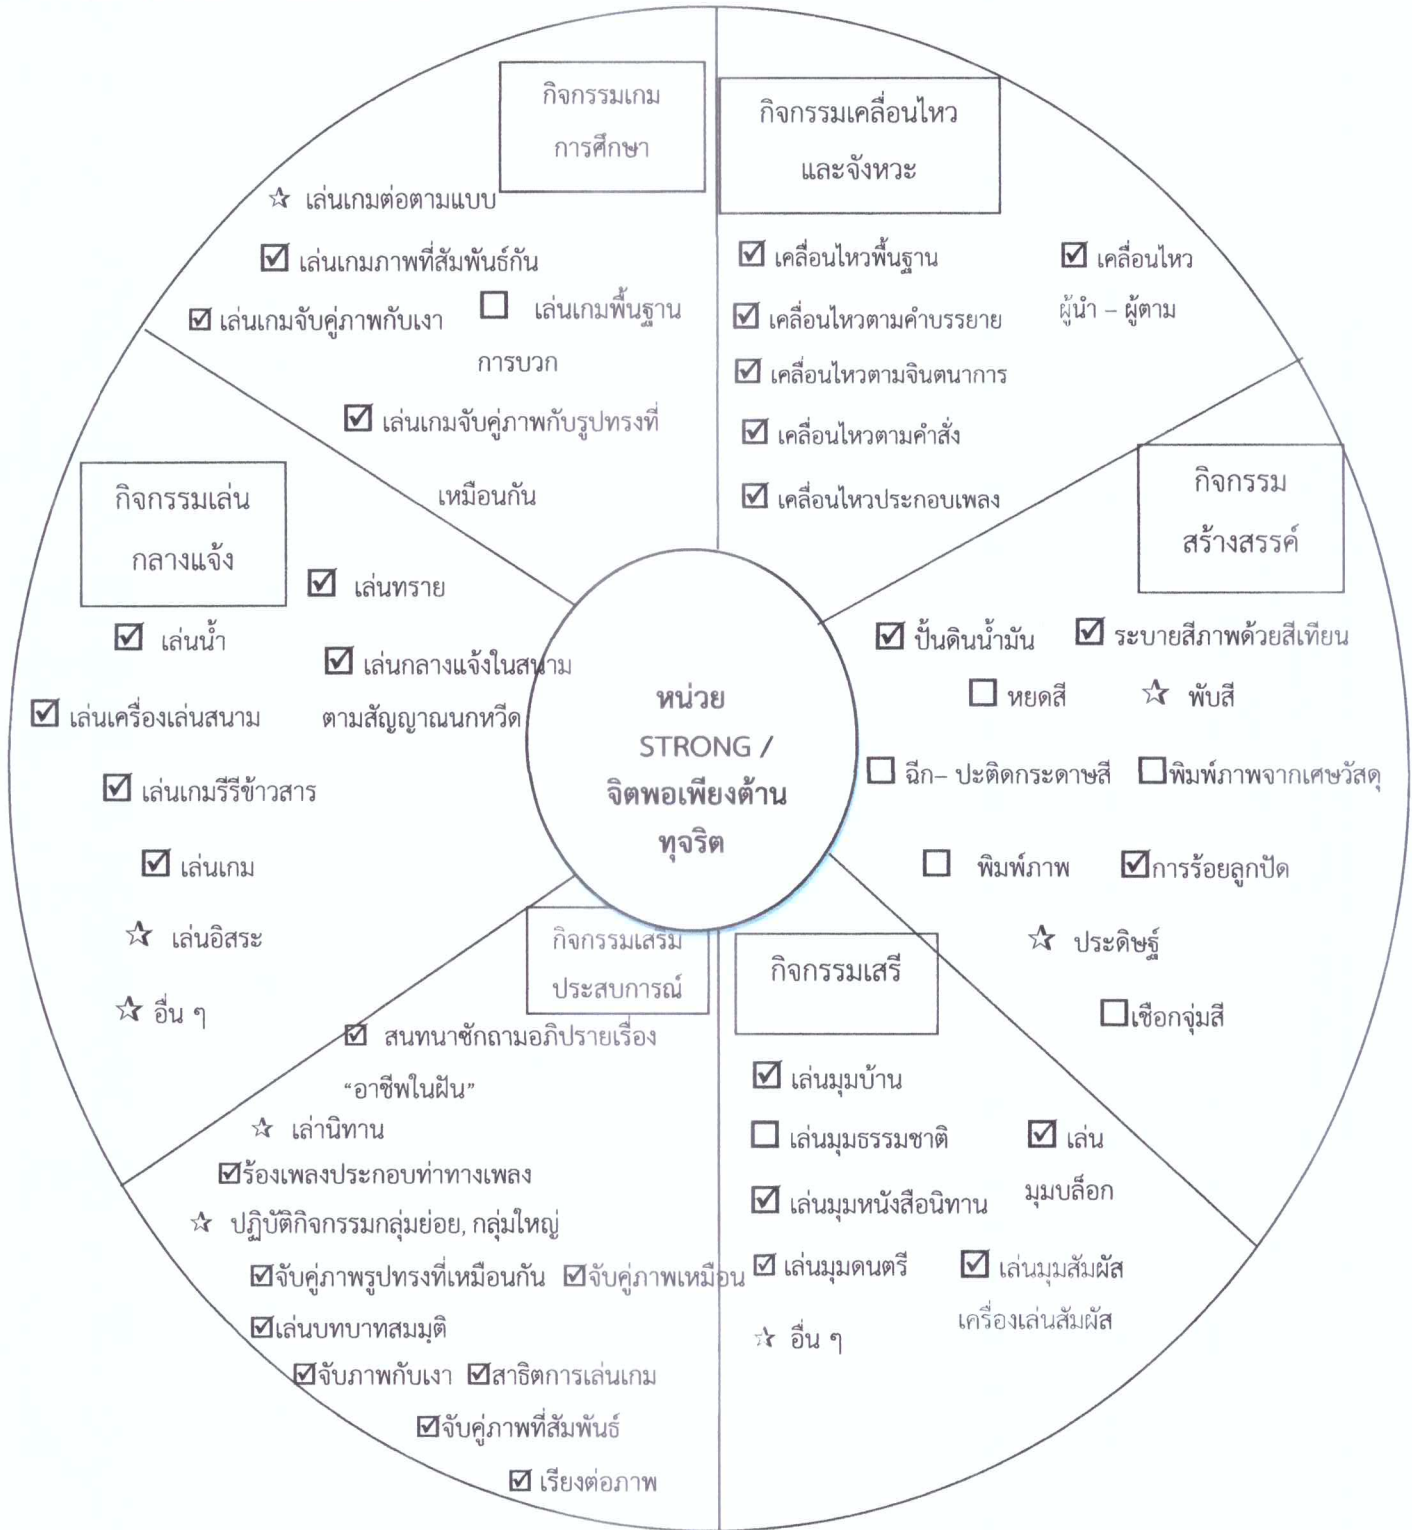 กิจกรรมเกม
การศึกษา
☆ เล่นเกมต่อตามแบบ
☑ เล่นเกมภาพที่สัมพันธ์กัน
☑ เล่นเกมจับคู่ภาพกับเงา
☐ เล่นเกมพื้นฐาน
การบวก
☑ เล่นเกมจับคู่ภาพกับรูปทรงที่
เหมือนกัน
กิจกรรมเคลื่อนไหว
และจังหวะ
☑ เคลื่อนไหวพื้นฐาน
☑ เคลื่อนไหวตามคำบรรยาย
☑ เคลื่อนไหวตามจินตนาการ
☑ เคลื่อนไหวตามคำสั่ง
☑ เคลื่อนไหวประกอบเพลง
☑ เคลื่อนไหว
ผู้นำ – ผู้ตาม
กิจกรรม
สร้างสรรค์
☑ ปั้นดินน้ำมัน ☑ ระบายสีภาพด้วยสีเทียน
☐ หยดสี ☆ พับสี
☐ ฉีก– ปะติดกระดาษสี ☐พิมพ์ภาพจากเศษวัสดุ
☐ พิมพ์ภาพ ☑การร้อยลูกปัด
☆ ประดิษฐ์
☐เชือกจุ่มสี
กิจกรรมเล่น
กลางแจ้ง
☑ เล่นทราย
☑ เล่นน้ำ
☑ เล่นกลางแจ้งในสนาม
ตามสัญญาณนกหวีด
☑ เล่นเครื่องเล่นสนาม
☑ เล่นเกมรีรีข้าวสาร
☑ เล่นเกม
☆ เล่นอิสระ
☆ อื่น ๆ
หน่วย
STRONG /
จิตพอเพียงต้าน
ทุจริต
กิจกรรมเสริม
ประสบการณ์
☑ สนทนาซักถามอภิปรายเรื่อง
“อาชีพในฝัน”
☆ เล่านิทาน
☑ร้องเพลงประกอบท่าทางเพลง
☆ ปฏิบัติกิจกรรมกลุ่มย่อย, กลุ่มใหญ่
☑จับคู่ภาพรูปทรงที่เหมือนกัน ☑จับคู่ภาพเหมือน
☑เล่นบทบาทสมมุติ
☑จับภาพกับเงา ☑สาธิตการเล่นเกม
☑จับคู่ภาพที่สัมพันธ์
☑ เรียงต่อภาพ
กิจกรรมเสรี
☑ เล่นมุมบ้าน
☐ เล่นมุมธรรมชาติ
☑ เล่น
มุมบล็อก
☑ เล่นมุมหนังสือนิทาน
☑ เล่นมุมดนตรี
☑ เล่นมุมสัมผัส
เครื่องเล่นสัมผัส
☆ อื่น ๆ